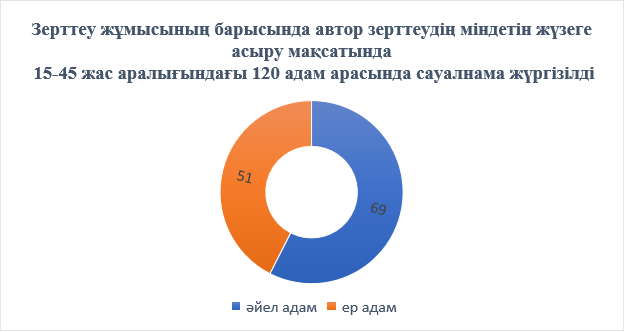 Зерттеу жұмысының барысында автор зерттеудің міндетін жүзеге
асыру мақсатында
15-45 жас аралығындағы 120 адам арасында сауалнама жүргізілді
51
69
әйел адам
ер адам